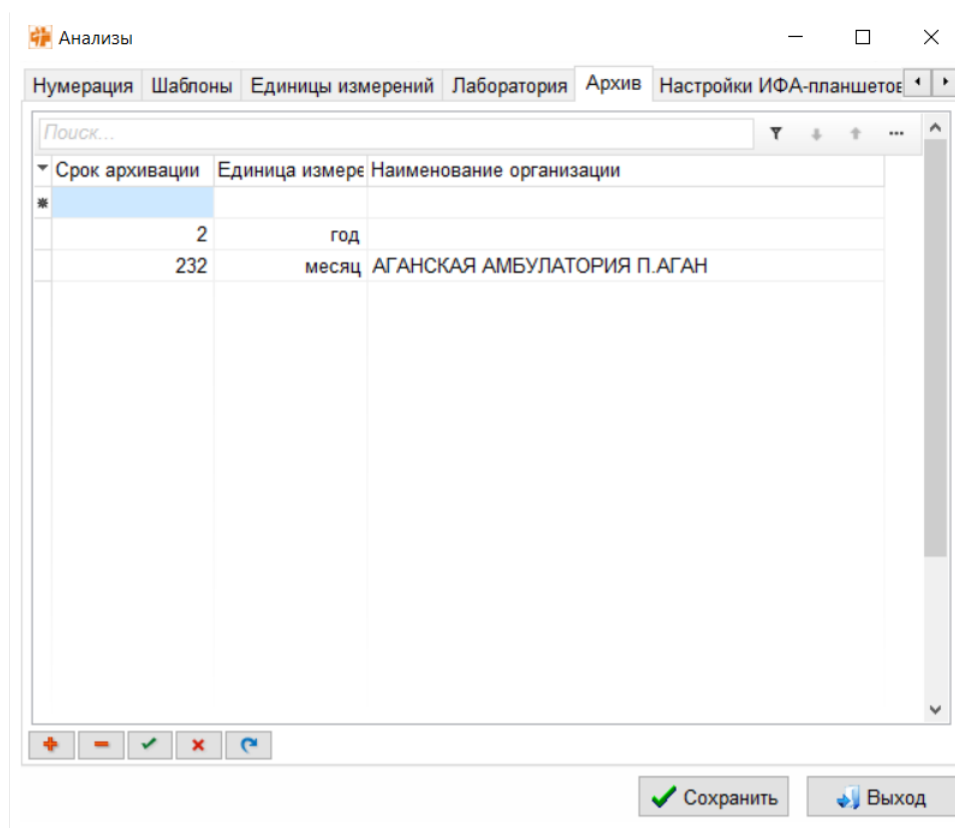 Анализы
Нумерация Шаблоны Единицы измерений Лаборатория Архив Настройки ИФА-планшетов
Поиск...
Срок архивации Единица измере Наименование организации
2 год
232 месяц АГАНСКАЯ АМБУЛАТОРИЯ П.АГАН
Сохранить Выход